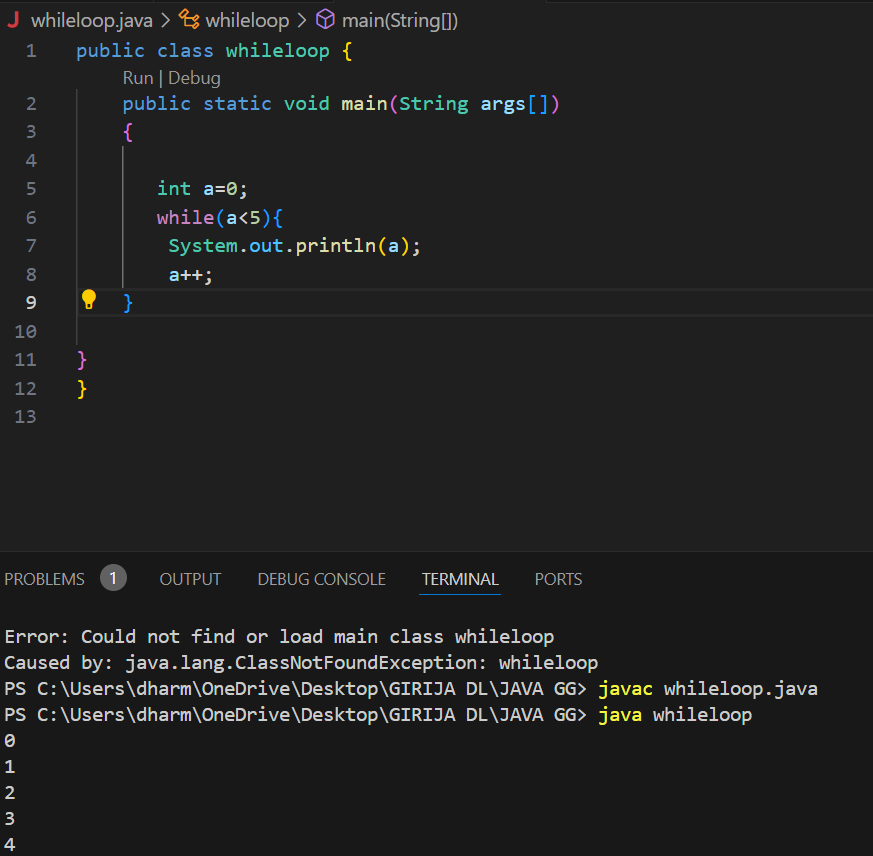 J whileloop.java > whileloop > main(String[])
1 public class whileloop {
Run | Debug
2 public static void main(String args[])
3 {
4
5 int a=0;
6 while(a<5){
7 System.out.println(a);
8 a++;
9 }
10
11 }
12 }
13
PROBLEMS 1 OUTPUT DEBUG CONSOLE TERMINAL PORTS
Error: Could not find or load main class whileloop
Caused by: java.lang.ClassNotFoundException: whileloop
PS C:\Users\dharm\OneDrive\Desktop\GIRIJA DL\JAVA GG> javac whileloop.java
PS C:\Users\dharm\OneDrive\Desktop\GIRIJA DL\JAVA GG> java whileloop
0
1
2
3
4